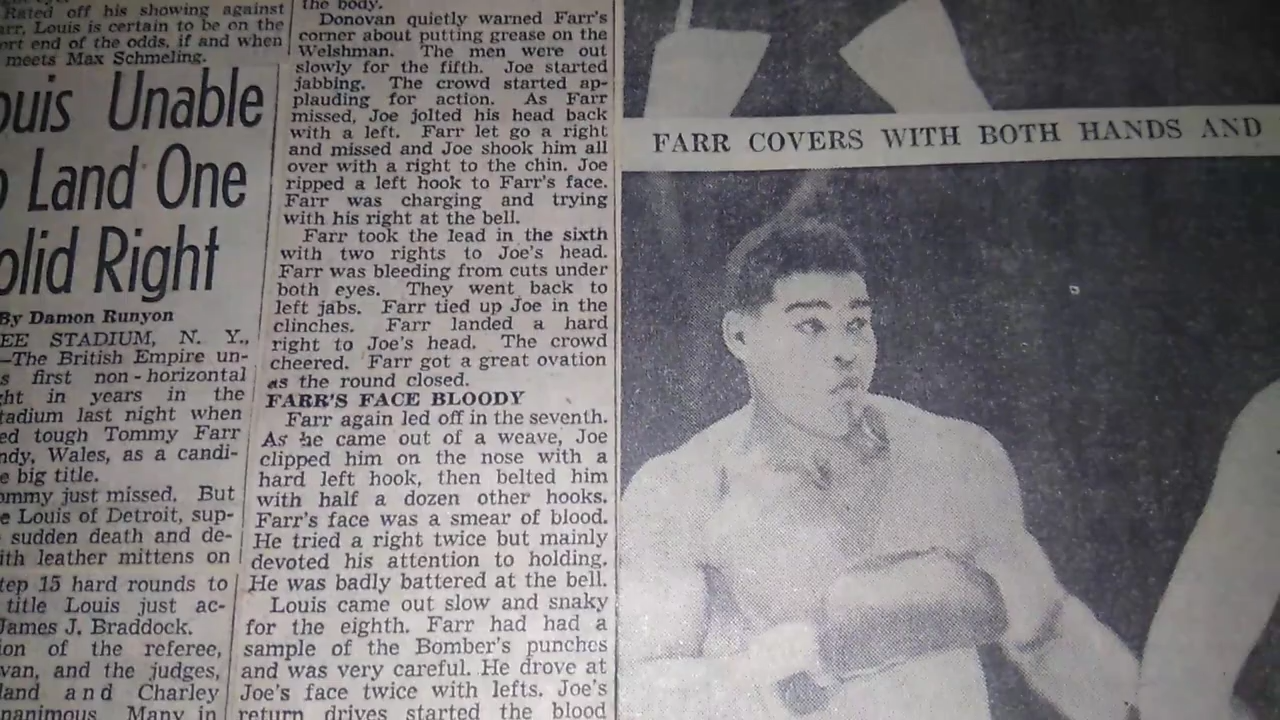 Rated off his showing against
Louis is certain to be on the
end of the odds, if and when
meets Max Schmeling.
Unable
Land One
Right
By Damon Runyon
STADIUM, N. Y.,
—The British Empire un-
first non-horizontal
in years in the
last night when
tough Tommy Farr
Wales, as a candi-
big title.
just missed. But
Louis of Detroit, sup-
sudden death and de-
leather mittens on
15 hard rounds to
title Louis just ac-
James J. Braddock.
of the referee,
and the judges,
and Charley
Many in
the body.
Donovan quietly warned Farr's
corner about putting grease on the
Welshman. The men were out
slowly for the fifth. Joe started
jabbing. The crowd started ap-
plauding for action. As Farr
missed, Joe jolted his head back
with a left. Farr let go a right
and missed and Joe shook him all
over with a right to the chin. Joe
ripped a left hook to Farr's face.
Farr was charging and trying
with his right at the bell.
Farr took the lead in the sixth
with two rights to Joe's head.
Farr was bleeding from cuts under
both eyes. They went back to
left jabs. Farr tied up Joe in the
clinches. Farr landed a hard
right to Joe's head. The crowd
cheered. Farr got a great ovation
as the round closed.
FARR'S FACE BLOODY
Farr again led off in the seventh.
As he came out of a weave, Joe
clipped him on the nose with a
hard left hook, then belted him
with half a dozen other hooks.
Farr's face was a smear of blood.
He tried a right twice but mainly
devoted his attention to holding.
He was badly battered at the bell.
Louis came out slow and snaky
for the eighth. Farr had had a
sample of the Bomber's punches
and was very careful. He drove at
Joe's face twice with lefts. Joe's
return drives started the blood
FARR COVERS WITH BOTH HANDS AND